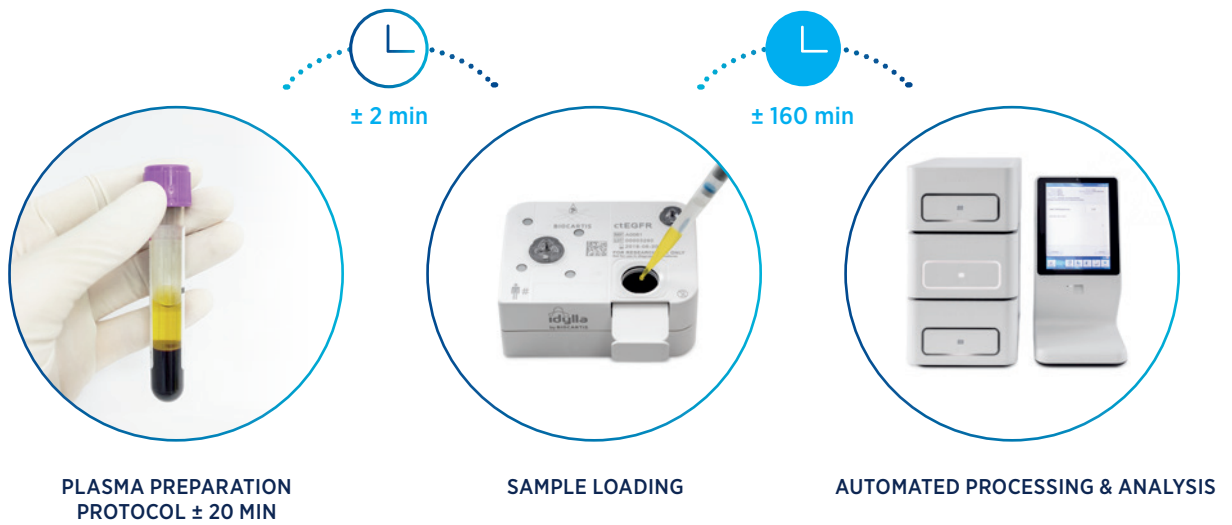 ± 2 min
± 160 min
BIOCARTIS
ctEGFR
FOR RESEARCH USE ONLY
idylla
by BIOCARTIS
PLASMA PREPARATION
PROTOCOL ± 20 MIN
SAMPLE LOADING
AUTOMATED PROCESSING & ANALYSIS